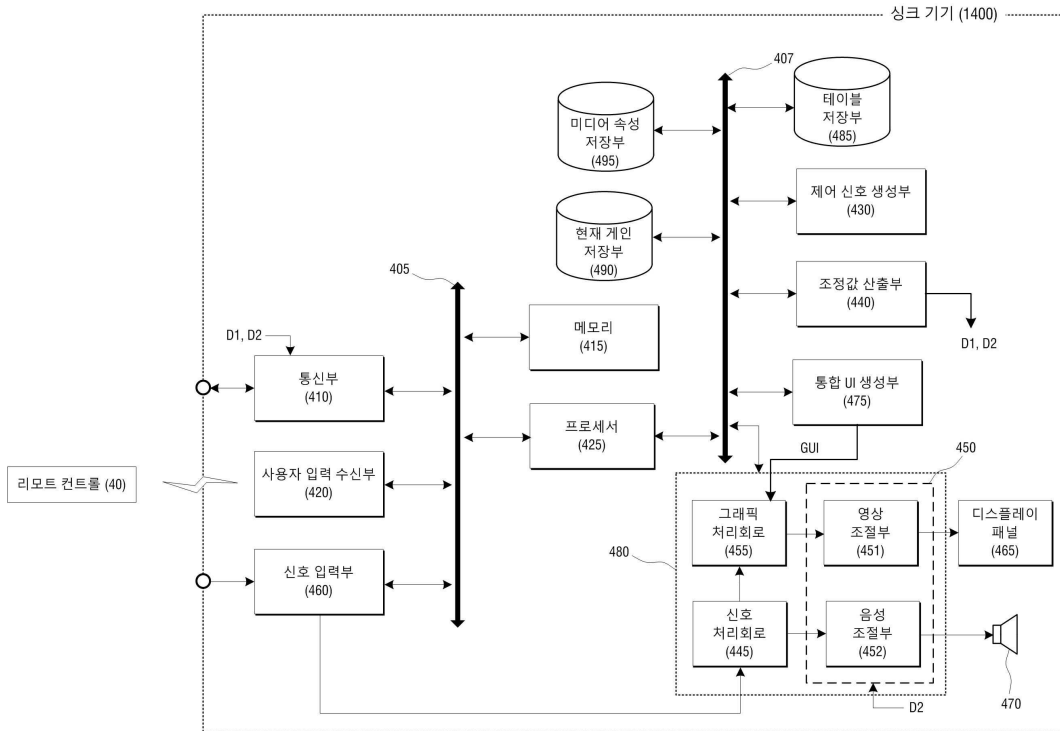 싱크 기기 (1400)
407
테이블
저장부
(485)
미디어 속성
저장부
(495)
제어 신호 생성부
(430)
현재 게인
저장부
(490)
405
조정값 산출부
(440)
D1, D2
메모리
(415)
D1, D2
통신부
(410)
통합 UI 생성부
(475)
프로세서
(425)
GUI
450
리모트 컨트롤 (40)
사용자 입력 수신부
(420)
480
그래픽
처리회로
(455)
영상
조절부
(451)
디스플레이
패널
(465)
신호 입력부
(460)
신호
처리회로
(445)
음성
조절부
(452)
470
D2